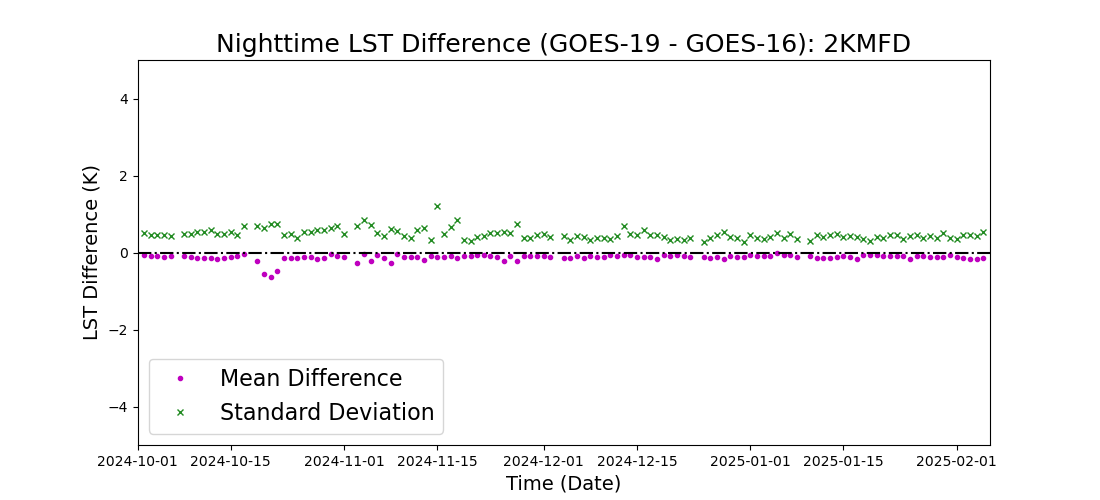 Nighttime LST Difference (GOES-19 - GOES-16): 2KMFD
LST Difference (K)
4
2
0
−2
−4
Mean Difference
Standard Deviation
2024-10-01 2024-10-15 2024-11-01 2024-11-15 2024-12-01 2024-12-15 2025-01-01 2025-01-15 2025-02-01
Time (Date)